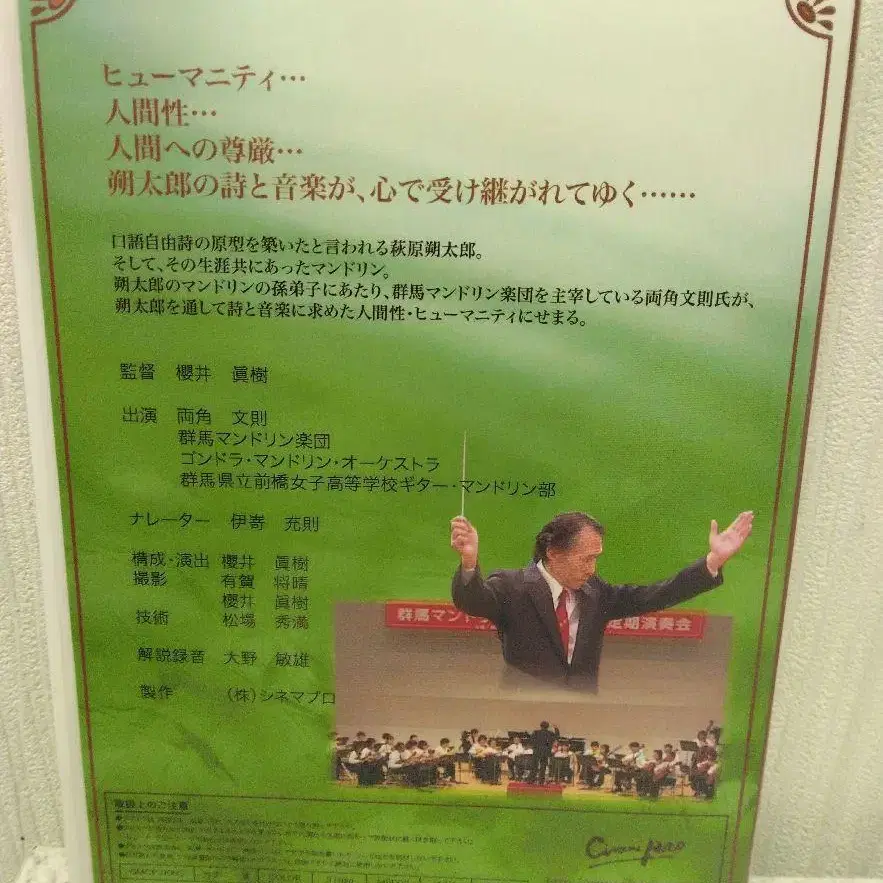 ヒューマニティ…
人間性…
人間への尊厳…
朔太郎の詩と音楽が、心で受け継がれてゆく……
口語自由詩の原型を築いたと言われる萩原朔太郎。
そして、その生涯共にあったマンドリン。
朔太郎のマンドリンの孫弟子にあたり、群馬マンドリン楽団を主宰している両角文則氏が、
朔太郎を通して詩と音楽に求めた人間性・ヒューマニティにせまる。
監督 櫻井 眞樹
出演 両角 文則
群馬マンドリン楽団
ゴンドラ・マンドリン・オーケストラ
群馬県立前橋女子高等学校ギター・マンドリン部
ナレーター 伊嵜 充則
構成・演出 櫻井 眞樹
撮影 有賀 将晴
櫻井 眞樹
技術 松場 秀満
解説録音 大野 敏雄
製作 (株)シネマプロ
群馬マンド 定期演奏会
取扱上のご注意